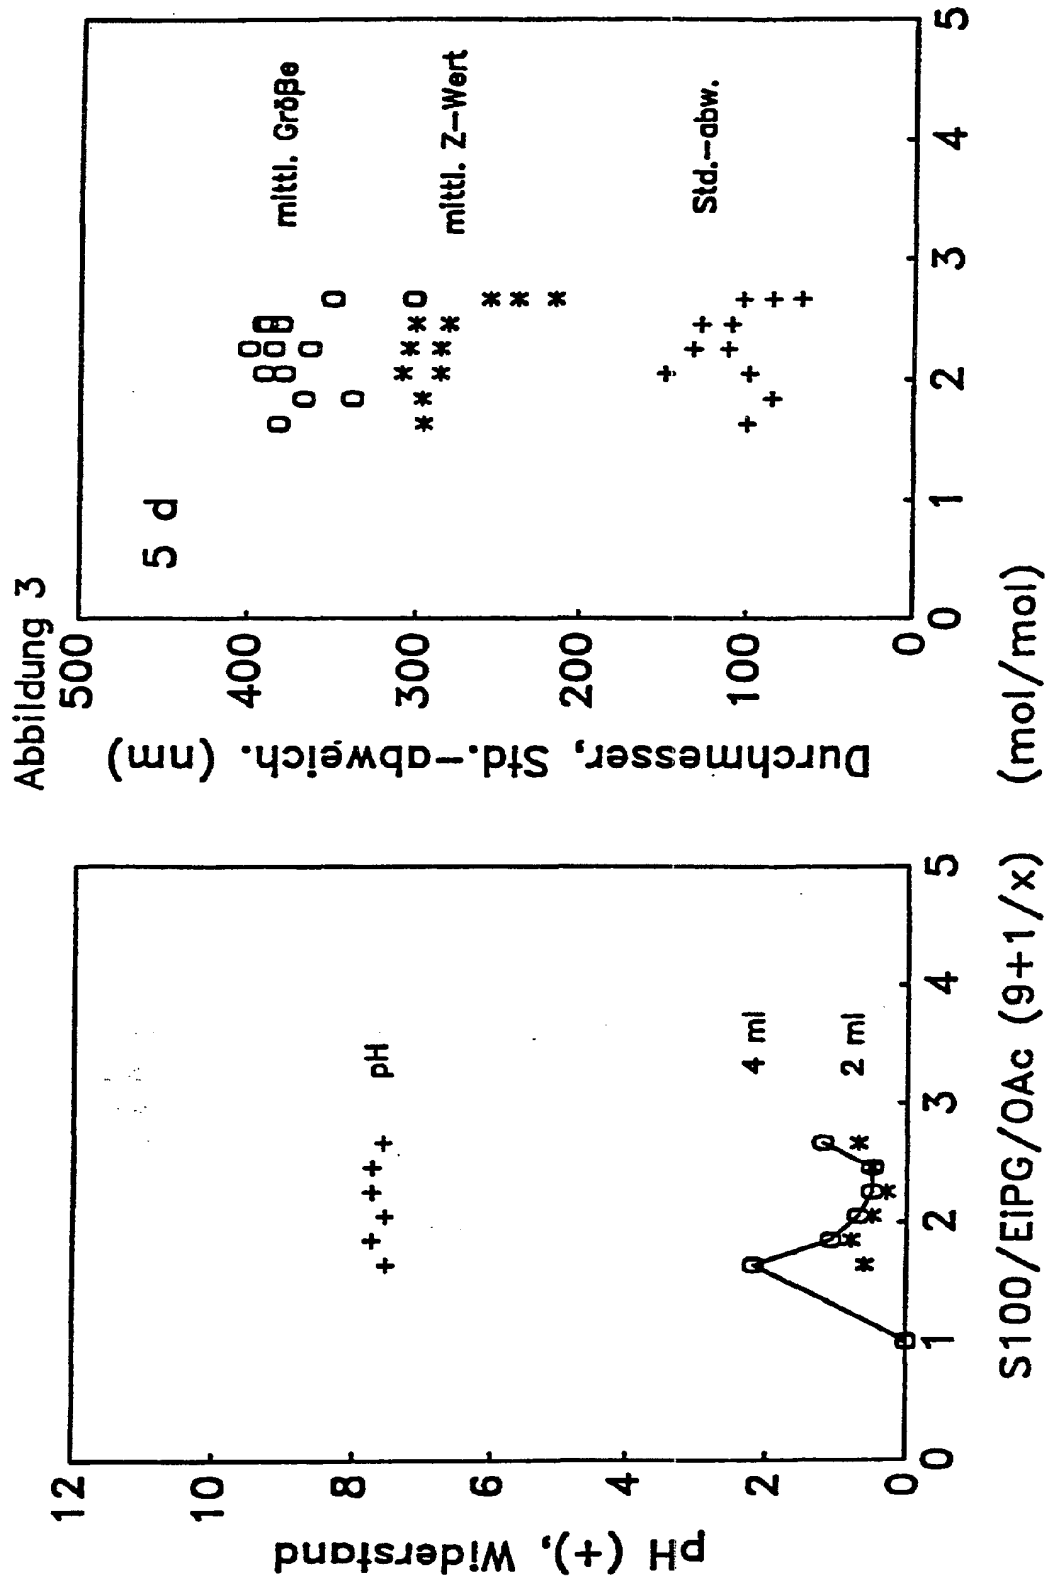 Abbildung 3
pH (+), Widerstand
12
10
8
6
4
2
0
pH
4 ml
2 ml
0
1
2
3
4
5
Durchmesser, Std.-abweich. (nm)
500
400
300
200
100
0
5 d
mittl. Größe
mittl. Z-Wert
Std.-abw.
0
1
2
3
4
5
S100/EiPG/OAc (9+1/x) (mol/mol)